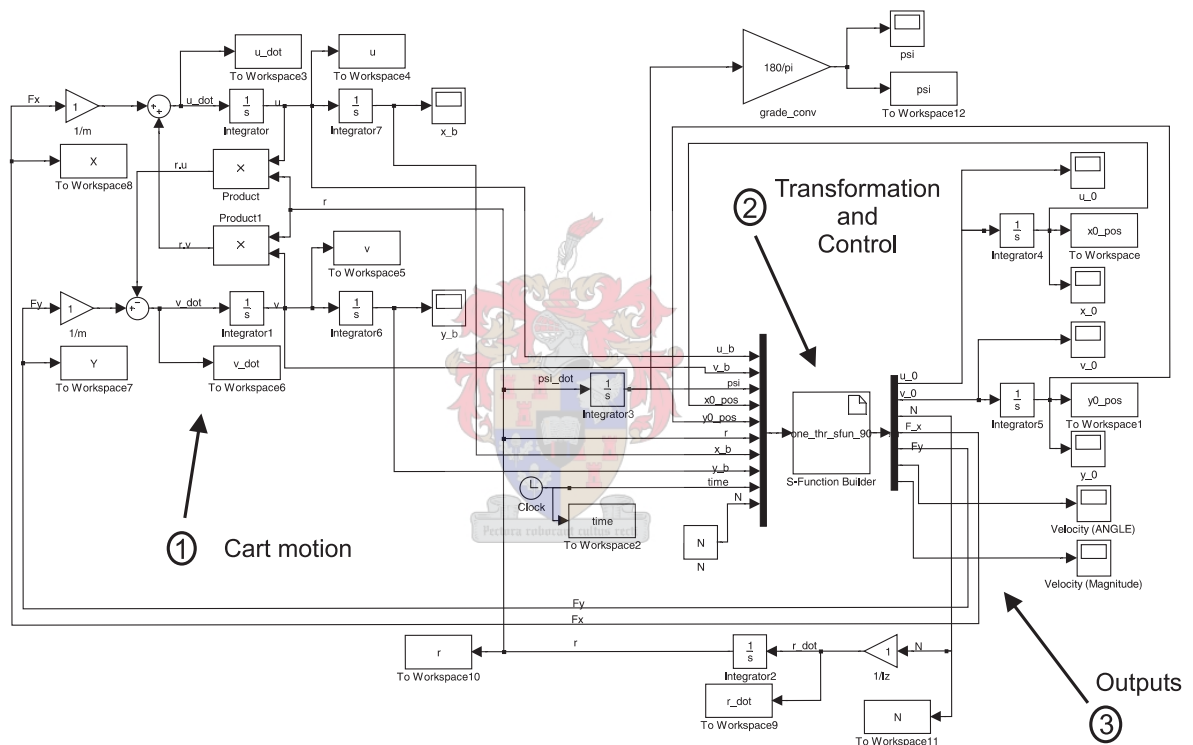 u_dot
To Workspace3
u
To Workspace4
psi
180/pi
grade_conv
psi
To Workspace12
Fx
1
1/m
u_dot
1
s
Integrator
u
1
s
Integrator7
x_b
X
To Workspace8
r.u
Product
r
Product1
r.v
v
To Workspace5
Fy
1
1/m
v_dot
1
s
Integrator1
v
1
s
Integrator6
y_b
Y
To Workspace7
v_dot
To Workspace6
1 Cart motion
2 Transformation
and
Control
u_0
1
s
Integrator4
x0_pos
To Workspace
x_0
v_0
1
s
Integrator5
y0_pos
To Workspace1
y_0
psi_dot
1
s
Integrator3
u_b
v_b
psi
x0_pos
y0_pos
r
x_b
y_b
time
N
Clock
time
To Workspace2
Pectora roborant cultus recti
N
N
one_thr_sfun_90
S-Function Builder
u_0
v_0
N
F_x
Fy
Velocity (ANGLE)
Velocity (Magnitude)
Fy
Fx
r
To Workspace10
r
1
s
Integrator2
r_dot
1
1/Iz
N
r_dot
To Workspace9
N
To Workspace11
Outputs
3